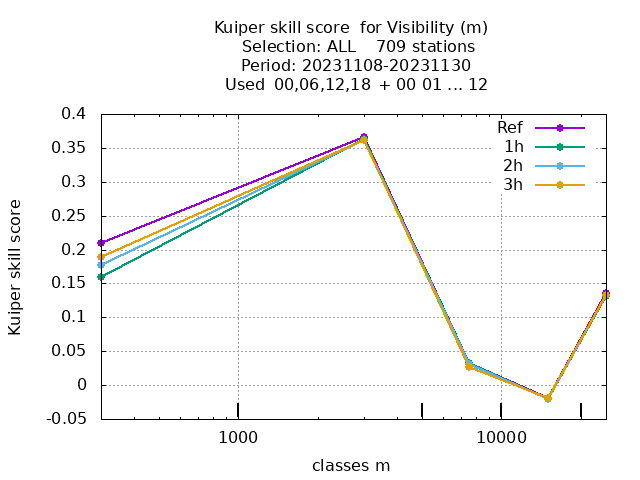 Kuiper skill score  for Visibility (m)
Selection: ALL    709 stations
Period: 20231108-20231130
Used  00,06,12,18  + 00 01 ... 12
0.4
0.35
0.3
0.25
0.2
0.15
0.1
0.05
0
-0.05
Kuiper skill score
Ref
1h
2h
3h
1000
10000
classes m